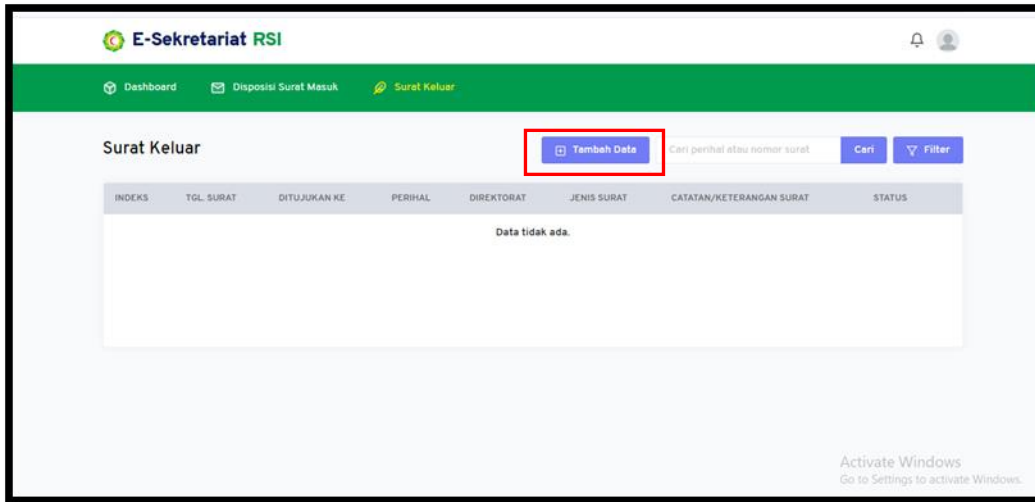 E-Sekretariat RSI
Dashboard Disposisi Surat Masuk Surat Keluar
Surat Keluar Tambah Data Cari perihal atau nomor surat Cari Filter
INDEKS TGL. SURAT DITUJUKAN KE PERIHAL DIREKTORAT JENIS SURAT CATATAN/KETERANGAN SURAT STATUS
Data tidak ada.
Activate Windows
Go to Settings to activate Windows.